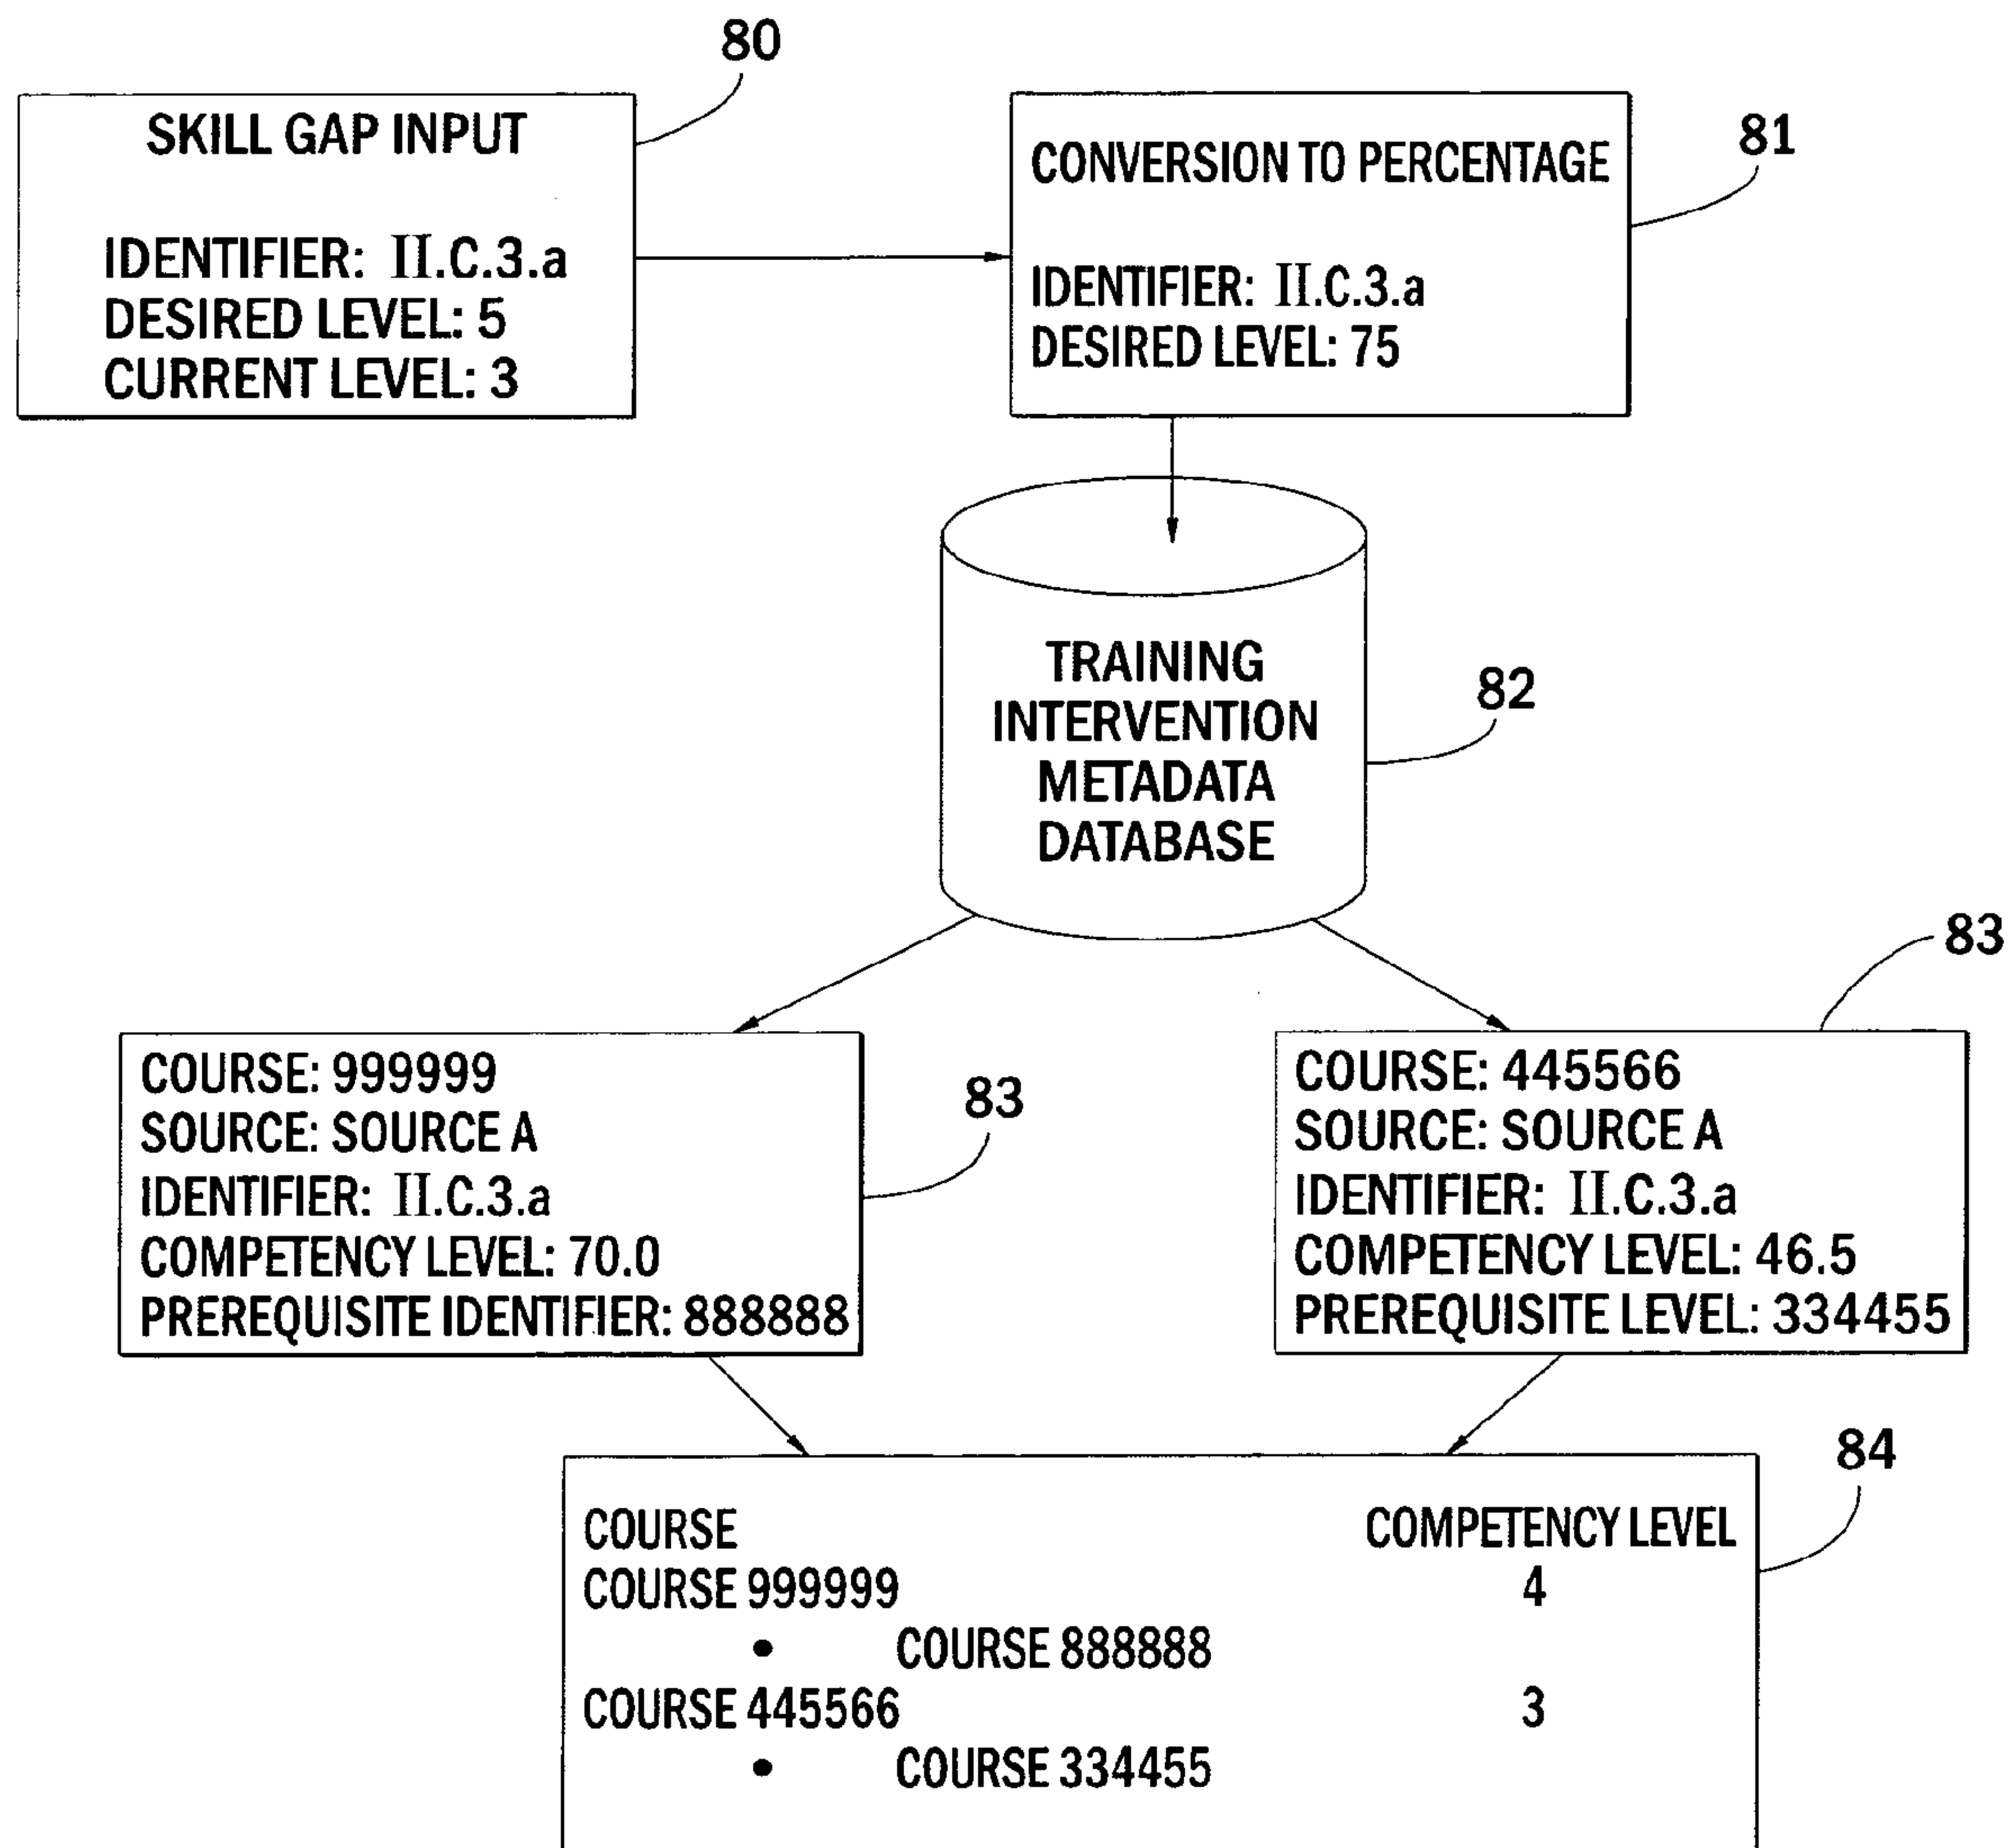 80
SKILL GAP INPUT
IDENTIFIER: II.C.3.a
DESIRED LEVEL: 5
CURRENT LEVEL: 3
81
CONVERSION TO PERCENTAGE
IDENTIFIER: II.C.3.a
DESIRED LEVEL: 75
82
TRAINING
INTERVENTION
METADATA
DATABASE
83
COURSE: 999999
SOURCE: SOURCE A
IDENTIFIER: II.C.3.a
COMPETENCY LEVEL: 70.0
PREREQUISITE IDENTIFIER: 888888
83
COURSE: 445566
SOURCE: SOURCE A
IDENTIFIER: II.C.3.a
COMPETENCY LEVEL: 46.5
PREREQUISITE LEVEL: 334455
84
COURSE COMPETENCY LEVEL
COURSE 999999 4
• COURSE 888888
COURSE 445566 3
• COURSE 334455